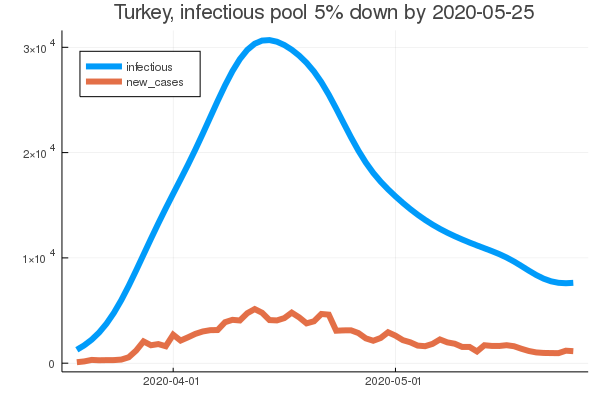 Turkey, infectious pool 5% down by 2020-05-25
3×10⁴
infectious
new_cases
2×10⁴
1×10⁴
0
2020-04-01 2020-05-01